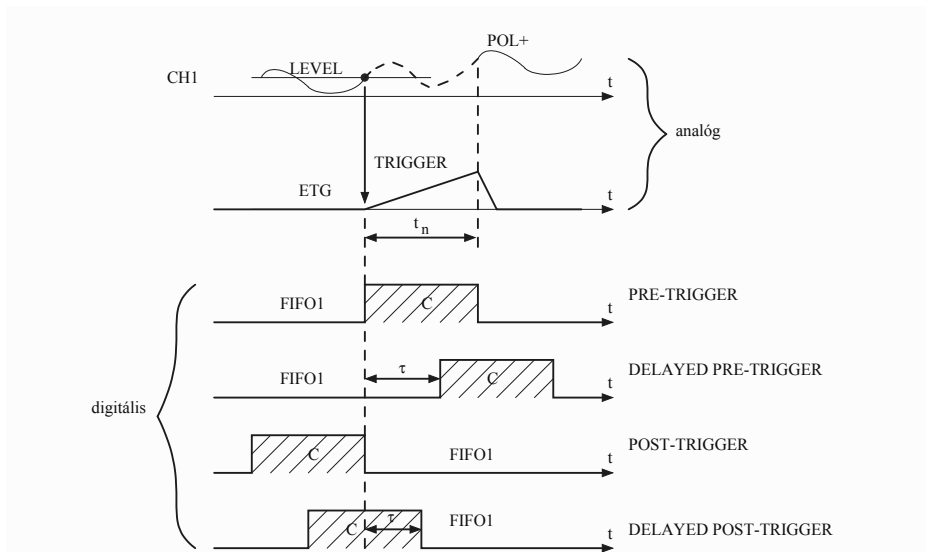 POL+
LEVEL
CH1
t
analóg
TRIGGER
ETG
t
t n
FIFO1
C
t
PRE-TRIGGER
FIFO1
τ
C
t
DELAYED PRE-TRIGGER
digitális
C
FIFO1
t
POST-TRIGGER
C
τ
FIFO1
t
DELAYED POST-TRIGGER